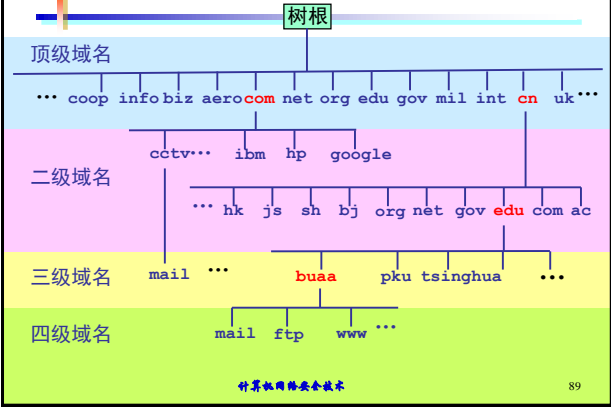 树根
顶级域名
... coop info biz aero com net org edu gov mil int cn uk ...
cctv... ibm hp google
二级域名
... hk js sh bj org net gov edu com ac
三级域名 mail ... buaa pku tsinghua ...
四级域名 mail ftp www ...
计算机网络安全技术 89